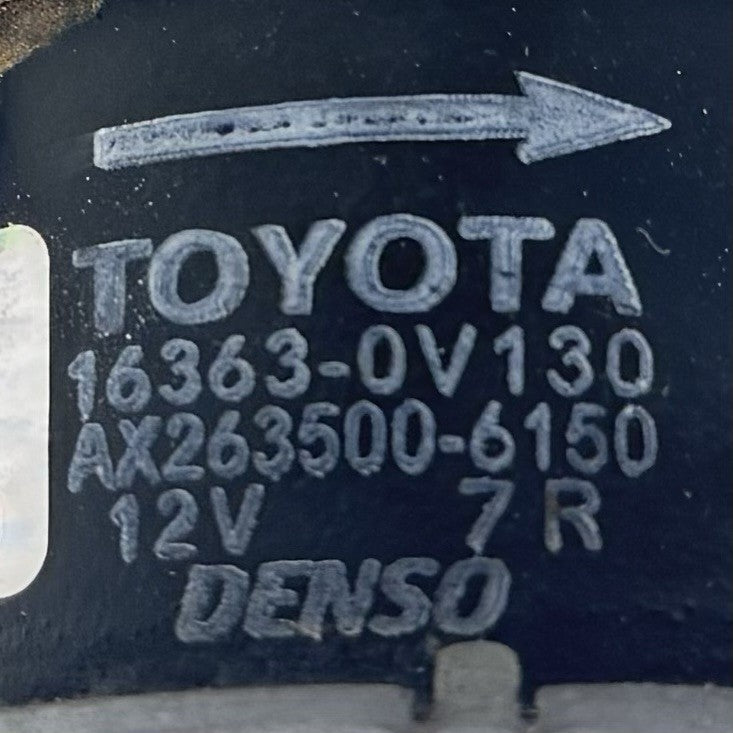 TOYOTA
16363-0V130
AX263500-6150
12V 7 R
DENSO